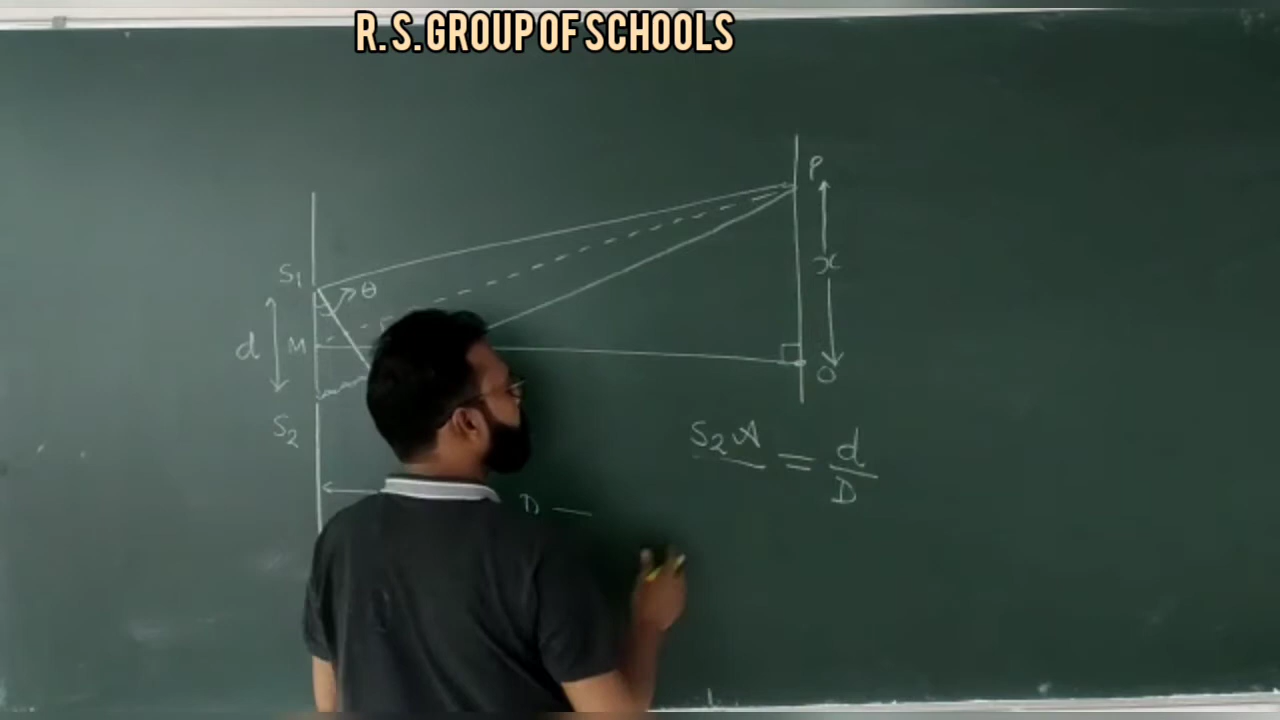 R.S. GROUP OF SCHOOLS
P
x
S1
θ
d
M
O
S2
S2A = d/D
D